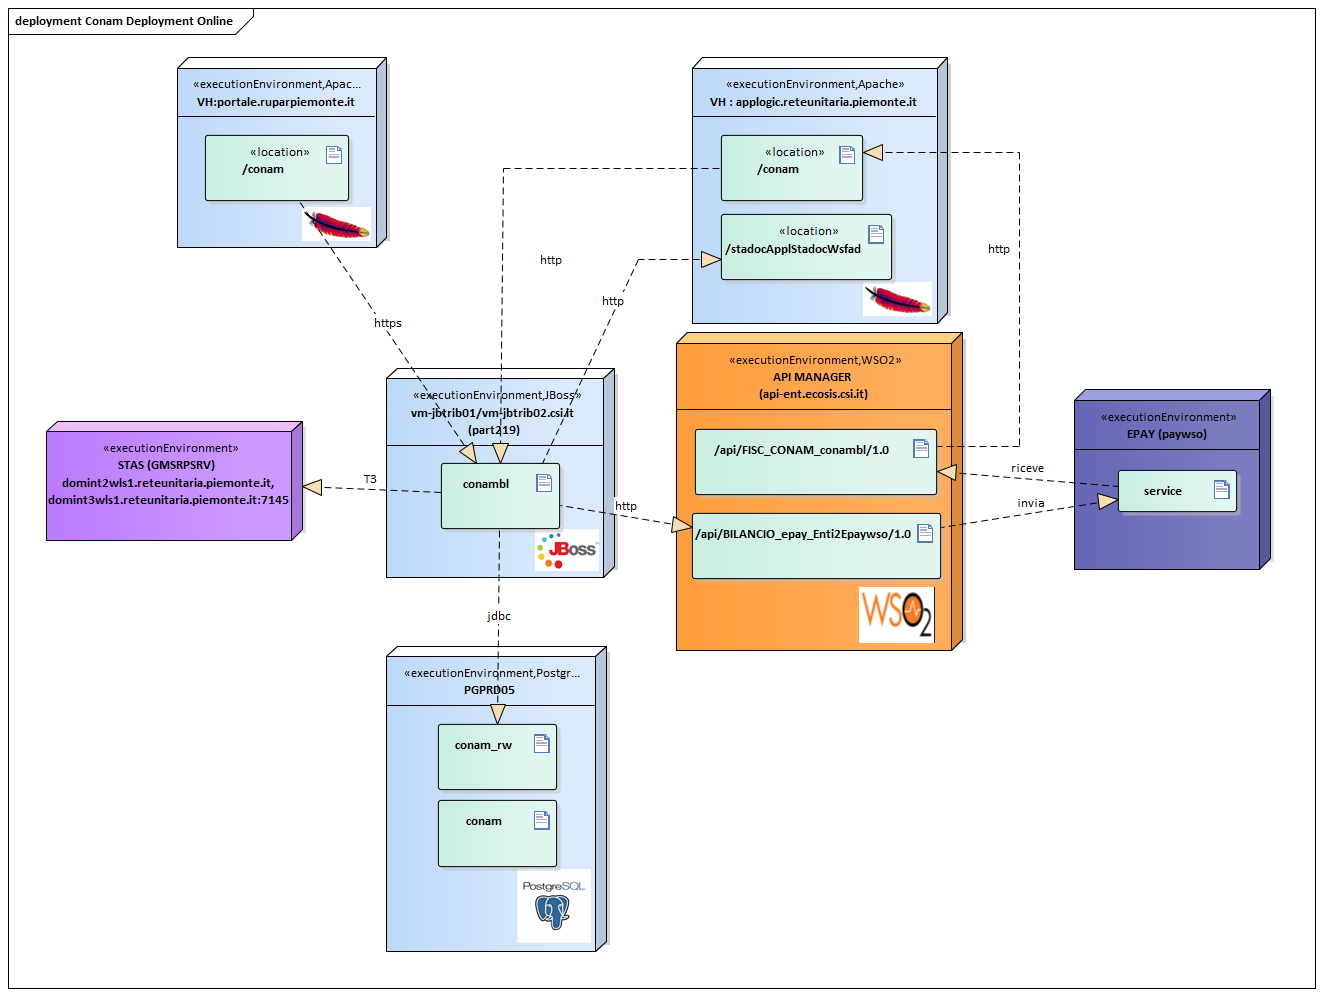 deployment Conam Deployment Online
«executionEnvironment,Apac...
VH:portale.ruparpiemonte.it
«location»
/conam
«executionEnvironment,Apache»
VH : applogic.reteunitaria.piemonte.it
«location»
/conam
«location»
/stadocApplStadocWsfad
http
http
http
https
«executionEnvironment,JBoss»
vm-jbtrib01/vm-jbtrib02.csi.it
(part219)
conambl
JBoss
«executionEnvironment,WSO2»
API MANAGER
(api-ent.ecosis.csi.it)
/api/FISC_CONAM_conambl/1.0
/api/BILANCIO_epay_Enti2Epaywso/1.0
WSO2
«executionEnvironment»
EPAY (paywso)
service
riceve
invia
«executionEnvironment»
STAS (GMSRPSRV)
domint2wls1.reteunitaria.piemonte.it,
domint3wls1.reteunitaria.piemonte.it:7145
T3
http
jdbc
«executionEnvironment,Postgr...
PGPRD05
conam_rw
conam
PostgreSQL